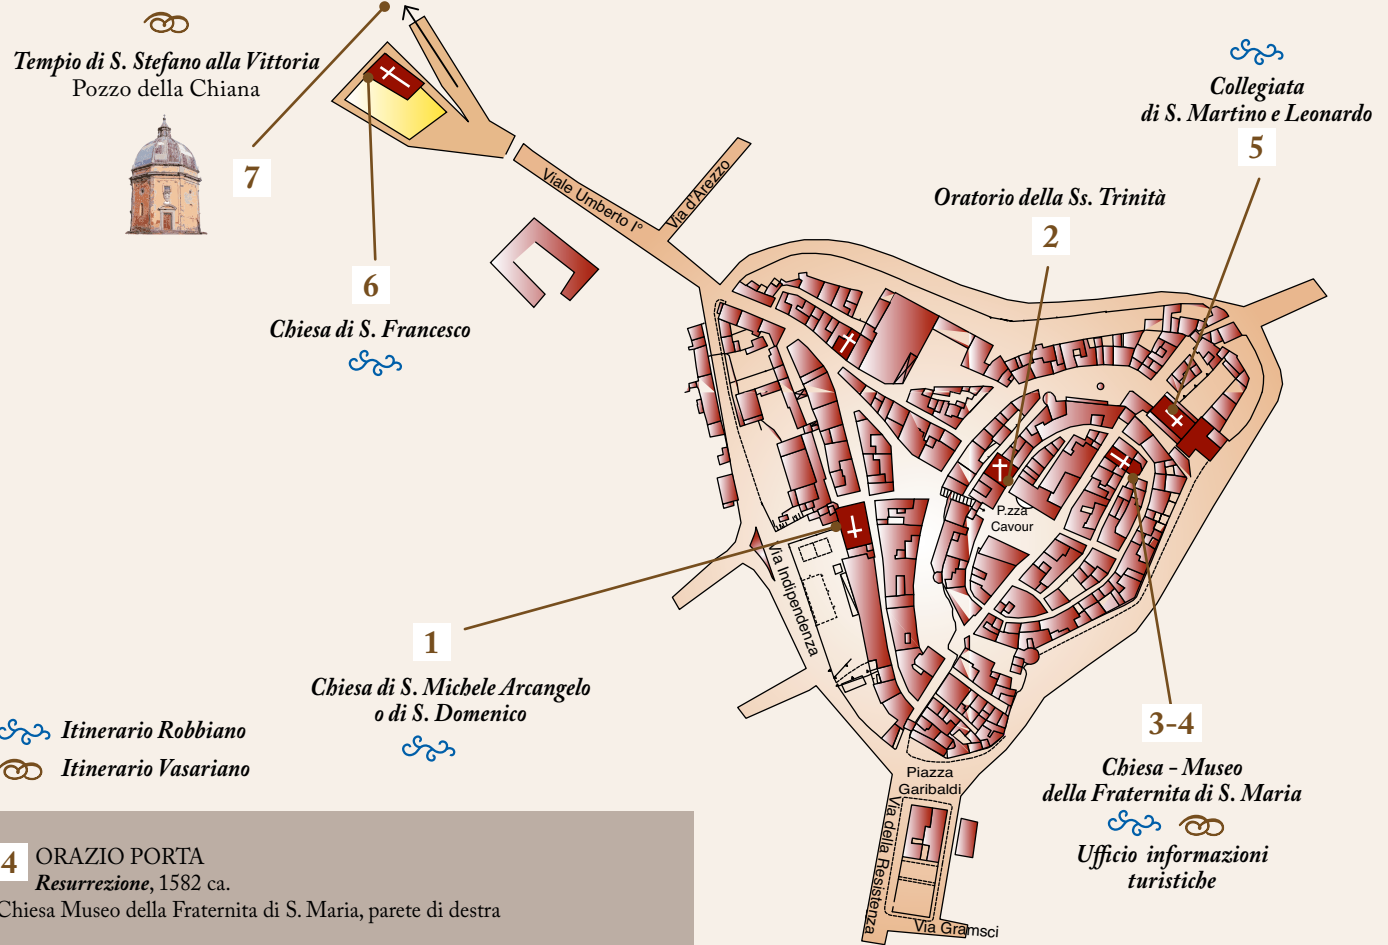 Tempio di S. Stefano alla Vittoria
Pozzo della Chiana
7
6
Chiesa di S. Francesco
Viale Umberto I°
Via d'Arezzo
Collegiata
di S. Martino e Leonardo
5
Oratorio della Ss. Trinità
2
P.zza
Cavour
Via Indipendenza
1
Chiesa di S. Michele Arcangelo
o di S. Domenico
3-4
Chiesa - Museo
della Fraternita di S. Maria
Ufficio informazioni
turistiche
Piazza
Garibaldi
Via della Resistenza
Via Gramsci
Itinerario Robbiano
Itinerario Vasariano
4 ORAZIO PORTA
Resurrezione, 1582 ca.
Chiesa Museo della Fraternita di S. Maria, parete di destra